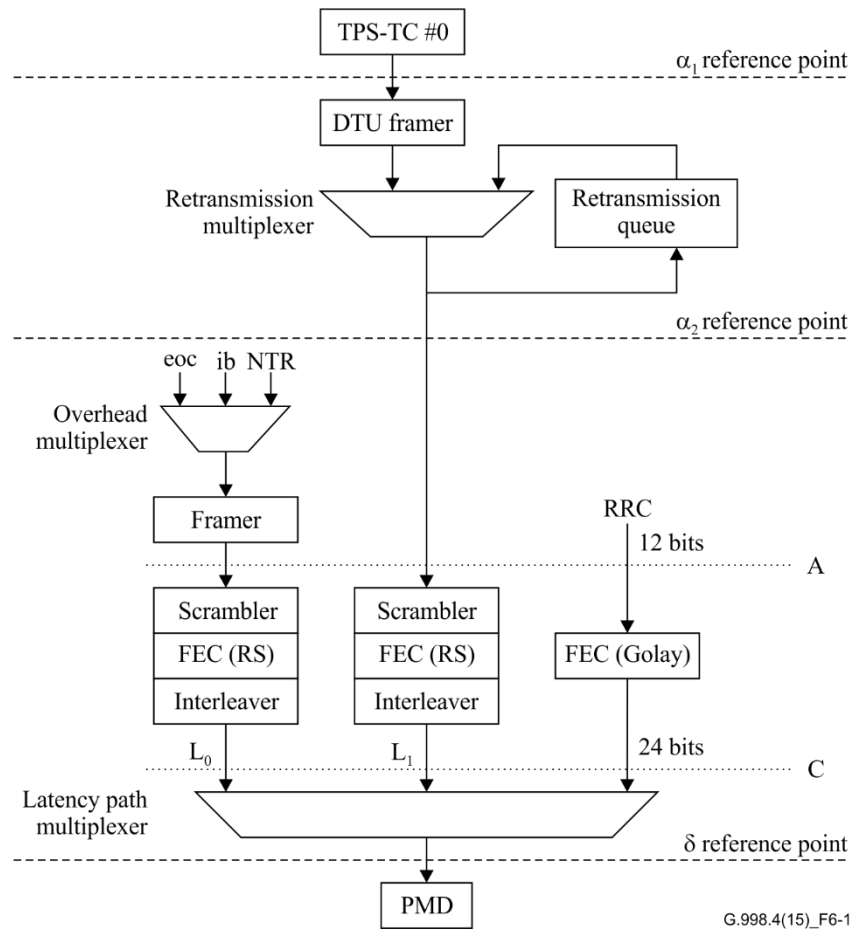 TPS-TC #0
α₁ reference point
DTU framer
Retransmission
multiplexer
Retransmission
queue
α₂ reference point
eoc
ib
NTR
Overhead
multiplexer
Framer
RRC
12 bits
A
Scrambler
FEC (RS)
Interleaver
Scrambler
FEC (RS)
Interleaver
FEC (Golay)
L₀
L₁
24 bits
C
Latency path
multiplexer
δ reference point
PMD
G.998.4(15)_F6-1